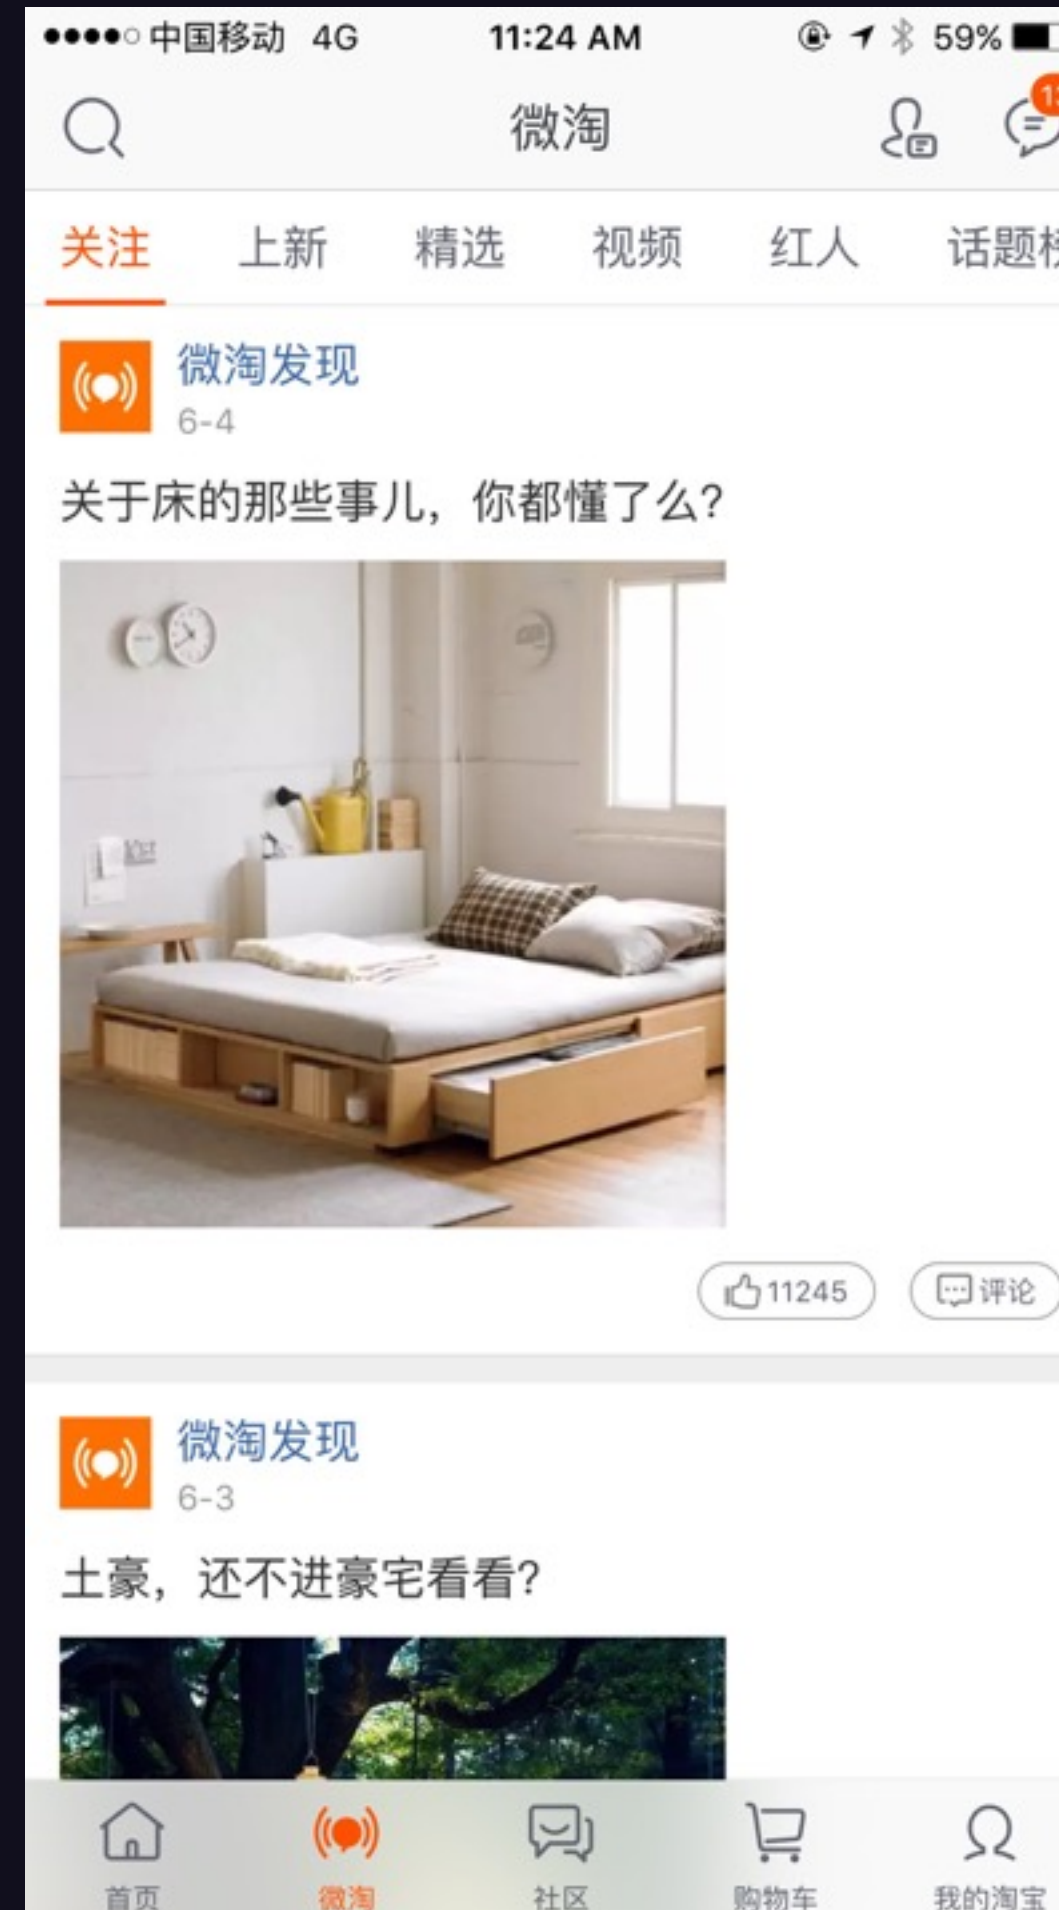 中国移动 4G 11:24 AM 59%
微淘
关注 上新 精选 视频 红人 话题
微淘发现
6-4
关于床的那些事儿，你都懂了么?
11245 评论
微淘发现
6-3
土豪，还不进豪宅看看?
首页 微淘 社区 购物车 我的淘宝